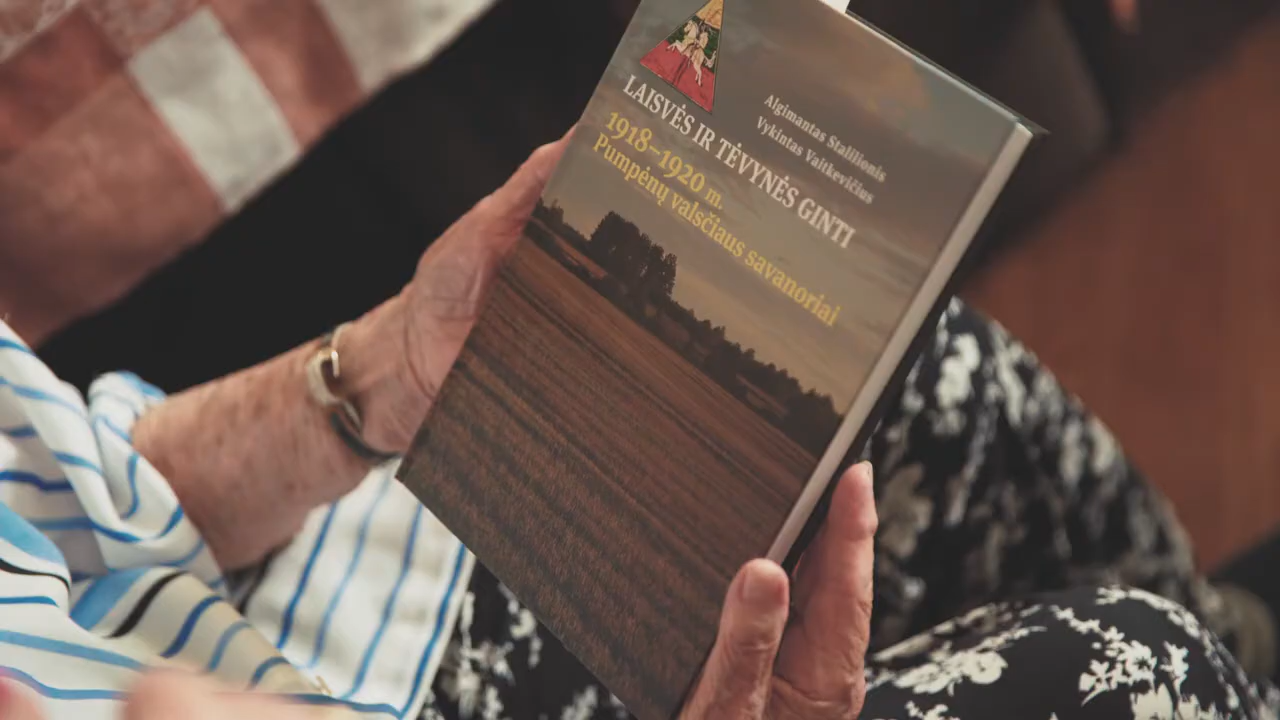 Algimantas Stalilionis
Vykintas Vaitkevičius
LAISVĖS IR TĖVYNĖS GINTI
1918–1920 m.
Pumpėnų valsčiaus savanoriai